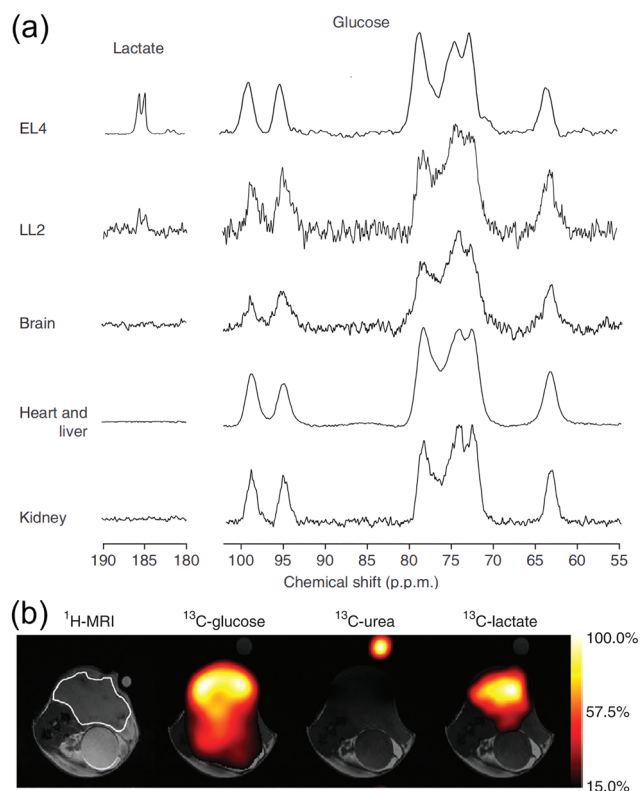 (a)
Lactate
Glucose
EL4
LL2
Brain
Heart and
liver
Kidney
190 185 180 100 95 90 85 80 75 70 65 60 55
Chemical shift (p.p.m.)
(b)
¹H-MRI ¹³C-glucose ¹³C-urea ¹³C-lactate
100.0%
57.5%
15.0%